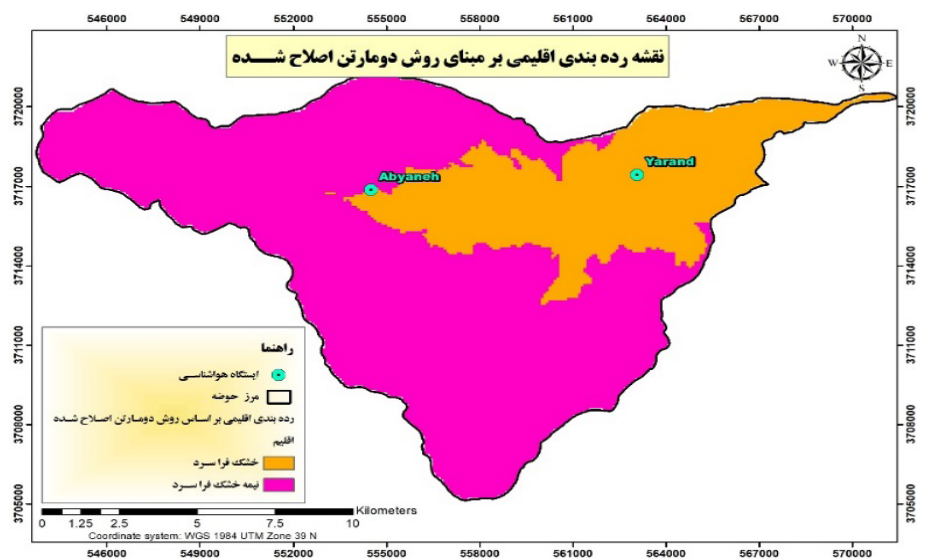 546000 549000 552000 555000 558000 561000 564000 567000 570000
نقشه رده بندی اقلیمی بر مبنای روش دومارتن اصلاح شـــده
N
W E
S
3720000 3720000
Yarand
Abyaneh
3717000 3717000
3714000 3714000
3711000 3711000
راهنما
ایستگاه هواشناسی
مرز حوضه
رده بندی اقلیمی بر اساس روش دومارتن اصلاح شده
3708000 3708000
اقلیم
خشک فرا سرد
نیمه خشک فرا سرد
3705000 3705000
Kilometers
0 1.25 2.5 5 7.5 10
Coordinate system: WGS 1984 UTM Zone 39 N
546000 549000 552000 555000 558000 561000 564000 567000 570000